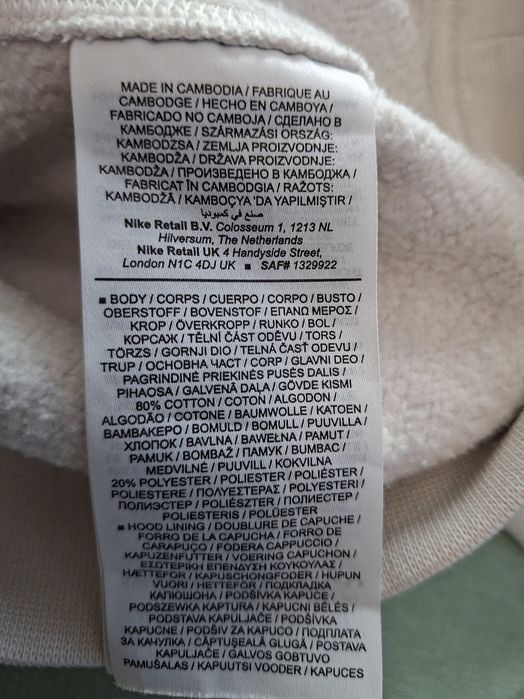 MADE IN CAMBODIA / FABRIQUE AU
CAMBODGE / HECHO EN CAMBOYA /
FABRICADO NO CAMBOJA / СДЕЛАНО В
КАМБОДЖЕ / SZÁRMAZÁSI ORSZÁG:
KAMBODZSA / ZEMLJA PROIZVODNJE:
KAMBODŽA / DRŽAVA PROIZVODNJE:
KAMBODŽA / ПРОИЗВЕДЕНО В КАМБОДЖА /
FABRICAT ÎN CAMBODGIA / RAŽOTS:
KAMBODŽĀ / KAMBOÇYA 'DA YAPILMIŞTIR /
صنع في كمبوديا
Nike Retail B.V. Colosseum 1, 1213 NL
Hilversum, The Netherlands
Nike Retail UK 4 Handyside Street,
London N1C 4DJ UK ■ SAF# 1329922
■ BODY / CORPS / CUERPO / CORPO / BUSTO /
OBERSTOFF / BOVENSTOF / ΕΠΑΝΩ ΜΕΡΟΣ /
KROP / ÖVERKROPP / RUNKO / BOL /
КОРСАЖ / TĚLNÍ ČÁST ODĚVU / TORS /
TÖRZS / GORNJI DIO / TELNÁ ČASŤ ODEVU /
TRUP / ОСНОВНА ЧАСТ / CORP / GLAVNI DEO /
PAGRINDINĖ PRIEKINĖS PUSĖS DALIS /
PIHAOSA / GALVENĀ DAĻA / GÖVDE KISMI
80% COTTON / COTON / ALGODON /
ALGODÃO / COTONE / BAUMWOLLE / KATOEN /
ΒΑΜΒΑΚΕΡΟ / BOMULD / BOMULL / PUUVILLA /
ХЛОПОК / BAVLNA / BAWEŁNA / PAMUT /
PAMUK / BOMBAŽ / ПАМУК / BUMBAC /
MEDVILNĖ / PUUVILL / KOKVILNA
20% POLYESTER / POLIESTER / POLIÉSTER /
POLIESTERE / ΠΟΛΥΕΣΤΕΡΑΣ / POLYESTERI /
ПОЛИЭСТЕР / POLIÉSZTER / ПОЛИЕСТЕР /
POLIESTERIS / POLÜESTER
■ HOOD LINING / DOUBLURE DE CAPUCHE /
FORRO DE LA CAPUCHA / FORRO DE
CARAPUÇO / FODERA CAPPUCCIO /
KAPUZENFUTTER / VOERING CAPUCHON /
ΕΣΩΤΕΡΙΚΗ ΕΠΕΝΔΥΣΗ ΚΟΥΚΟΥΛΑΣ /
HÆTTEFOR / KAPUSCHONGFODER / HUPUN
VUORI / HETTEFÓR / ПОДКЛАДКА
КАПЮШОНА / PODŠÍVKA KAPUCE /
PODSZEWKA KAPTURA / KAPUCNI BÉLÉS /
PODSTAVA KAPULJAČE / PODŠÍVKA
KAPUCNE / PODŠIV ZA KAPUCO / ПОДПЛАТА
ЗА КАЧУЛКА / CĂPTUŞEALĂ GLUGĂ / POSTAVA
KAPULJAČE / GALVOS GOBTUVO
PAMUŠALAS / KAPUUTSI VOODER / KAPUCES